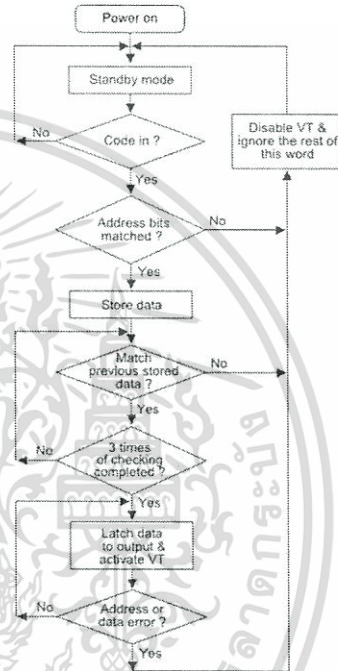 Power on
Standby mode
No
Code in ?
Disable VT &
ignore the rest of
this word
Yes
Address bits
matched ?
No
Yes
Store data
Match
previous stored
data ?
No
Yes
No
3 times
of checking
completed ?
Yes
Latch data
to output &
activate VT
No
Address or
data error ?
Yes